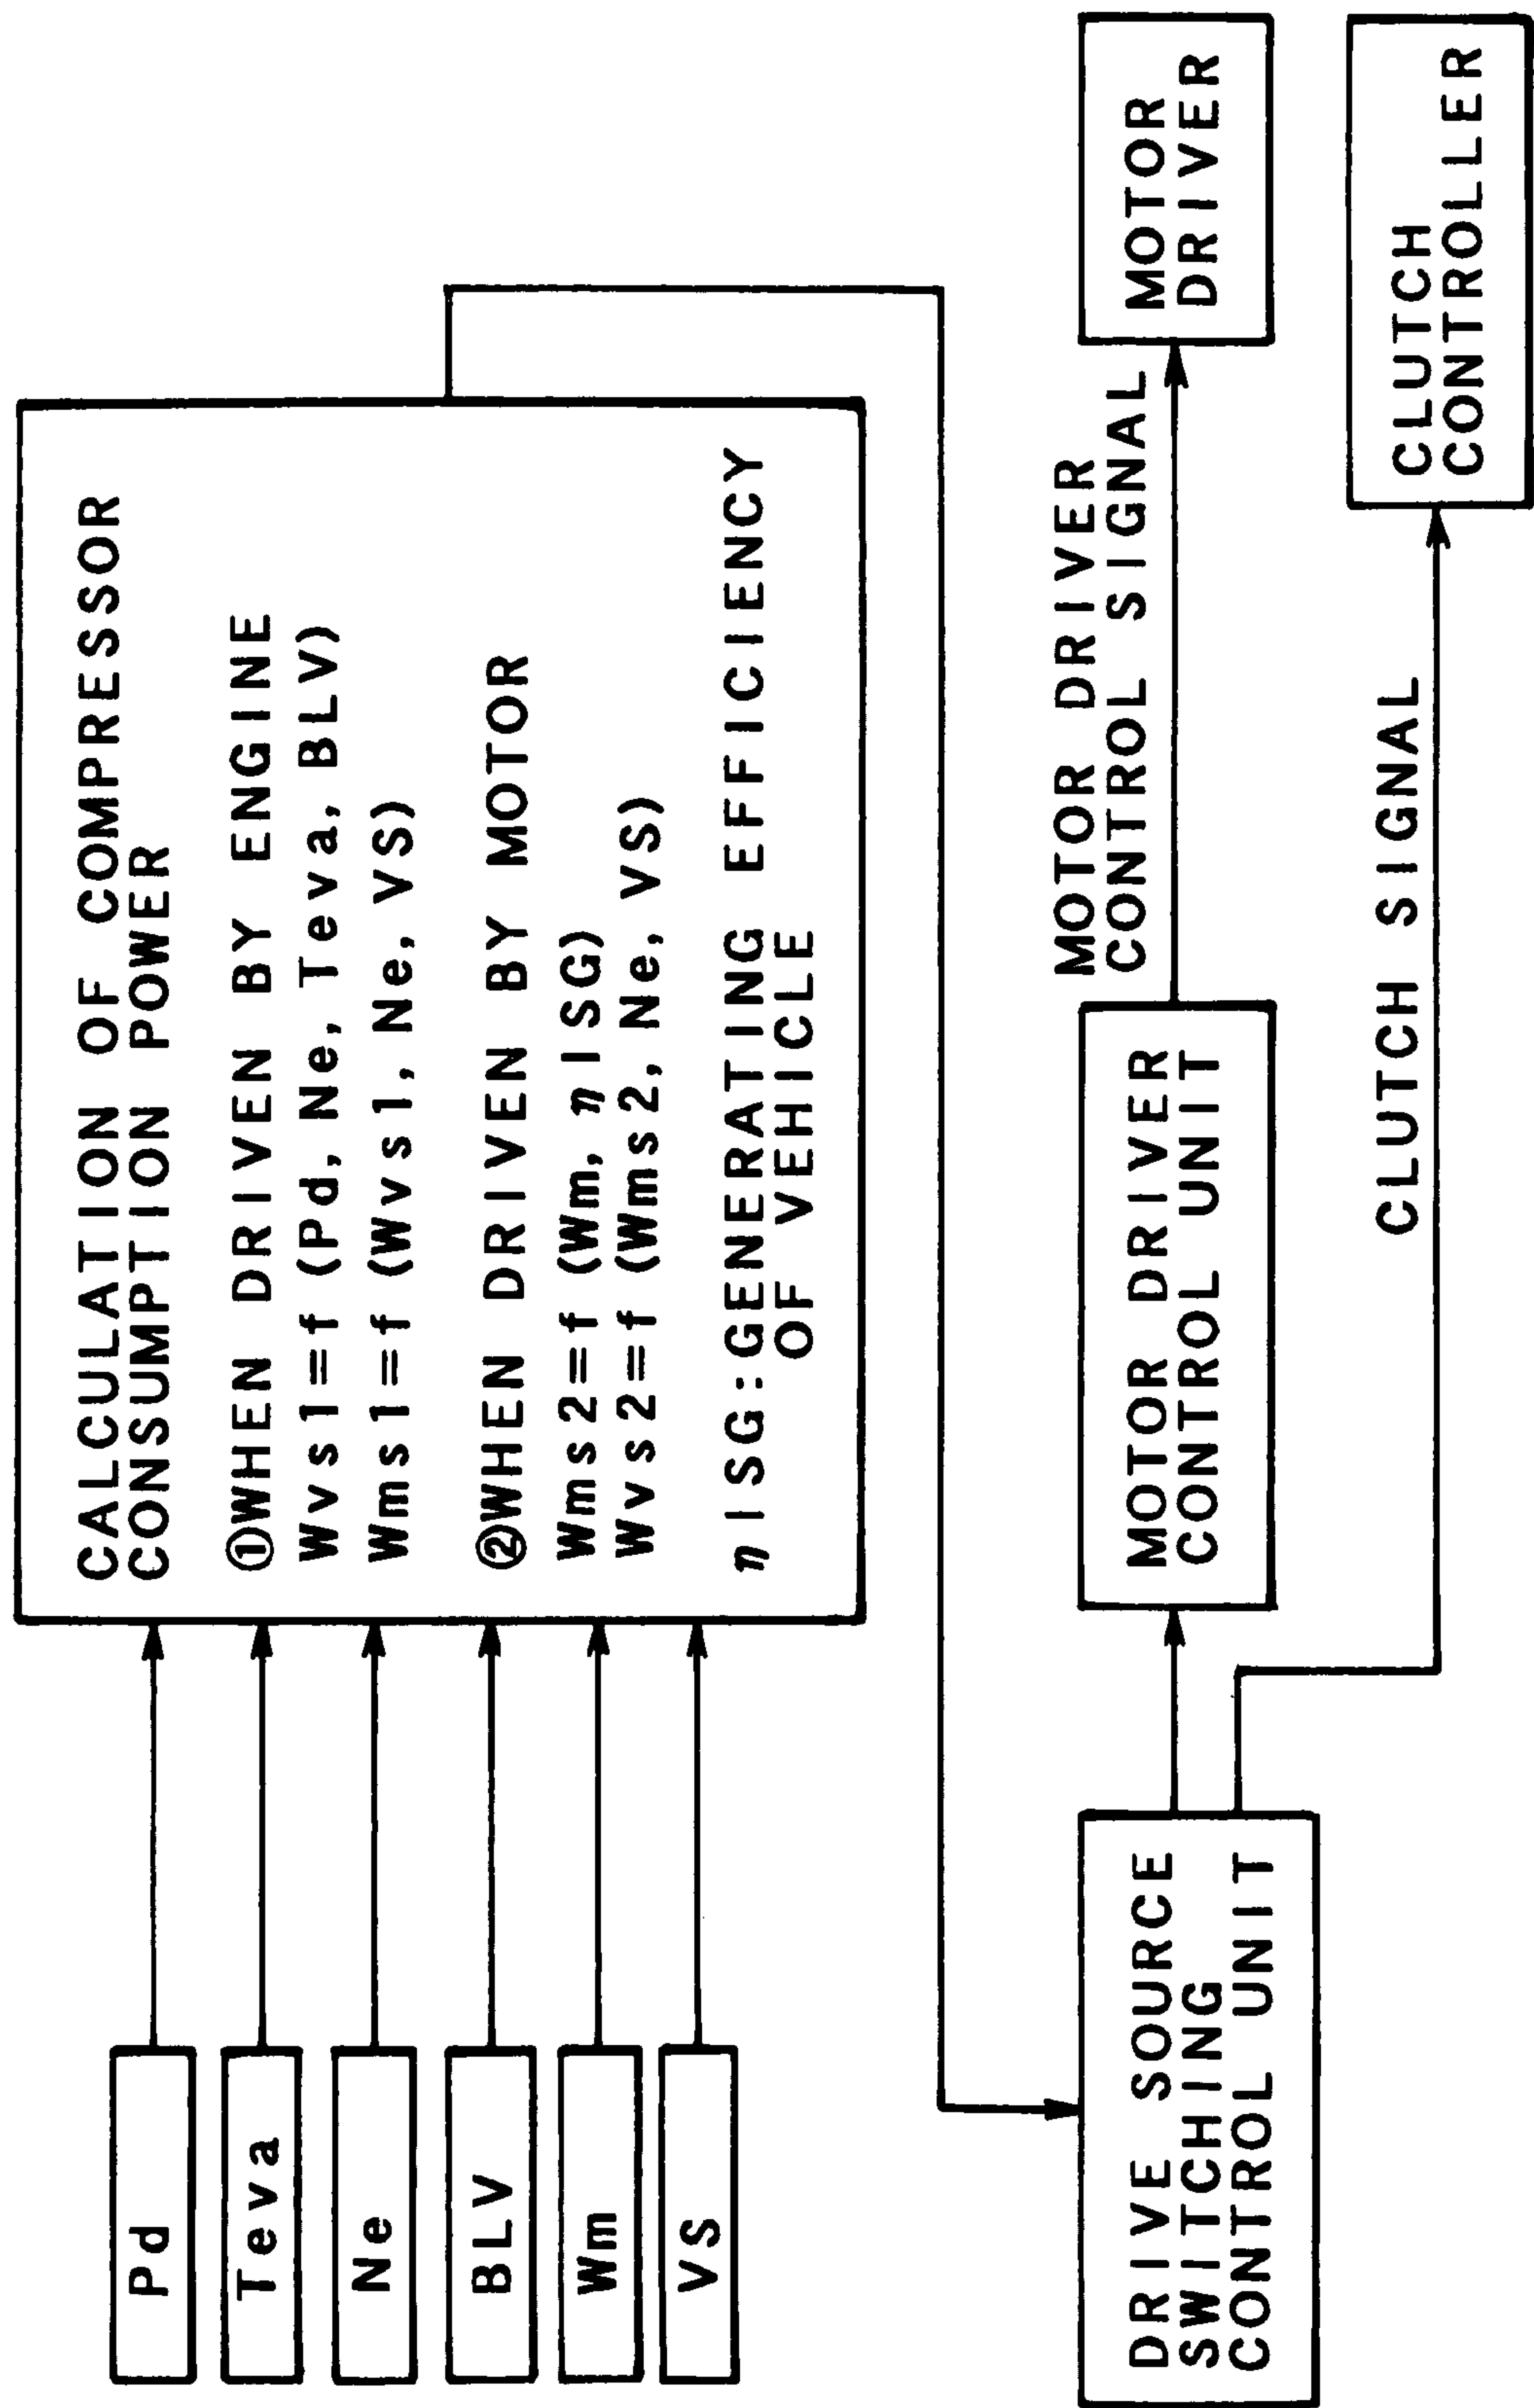 Pd
Teva
Ne
BLV
Wm
VS
CALCULATION OF COMPRESSOR
CONSUMPTION POWER
①WHEN DRIVEN BY ENGINE
Wvs1=f (Pd, Ne, Teva, BLV)
Wms1=f (Wvs1, Ne, VS)
②WHEN DRIVEN BY MOTOR
Wms2=f (Wm, η ISG)
Wvs2=f (Wms2, Ne, VS)
η ISG:GENERATING EFFICIENCY
OF VEHICLE
DRIVE SOURCE
SWITCHING
CONTROL UNIT
MOTOR DRIVER
CONTROL UNIT
MOTOR DRIVER
CONTROL SIGNAL
MOTOR
DRIVER
CLUTCH SIGNAL
CLUTCH
CONTROLLER